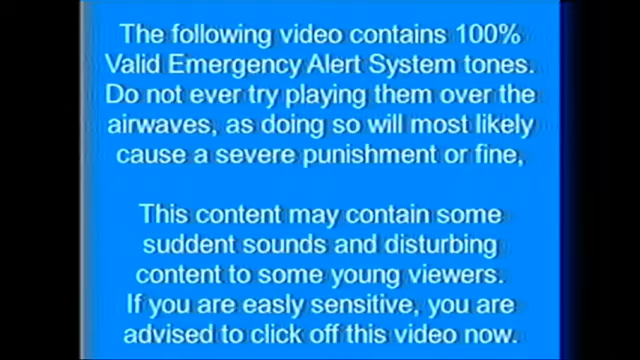 The following video contains 100%
Valid Emergency Alert System tones.
Do not ever try playing them over the
airwaves, as doing so will most likely
cause a severe punishment or fine,
This content may contain some
suddent sounds and disturbing
content to some young viewers.
If you are easly sensitive, you are
advised to click off this video now.